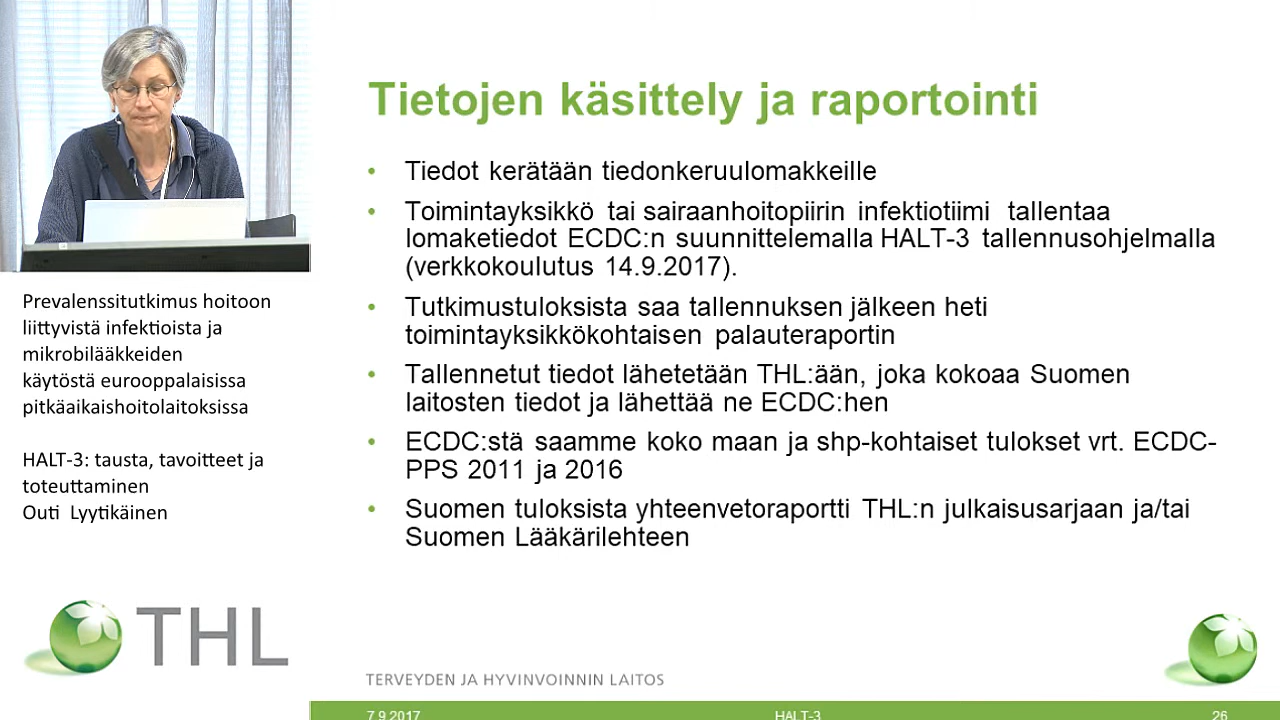 Tietojen käsittely ja raportointi
• Tiedot kerätään tiedonkeruulomakkeille
• Toimintayksikkö tai sairaanhoitopiirin infektiotiimi tallentaa
lomaketiedot ECDC:n suunnittelemalla HALT-3 tallennusohjelmalla
(verkkokoulutus 14.9.2017).
• Tutkimustuloksista saa tallennuksen jälkeen heti
toimintayksikkökohtaisen palauteraportin
• Tallennetut tiedot lähetetään THL:ään, joka kokoaa Suomen
laitosten tiedot ja lähettää ne ECDC:hen
• ECDC:stä saamme koko maan ja shp-kohtaiset tulokset vrt. ECDC-
PPS 2011 ja 2016
• Suomen tuloksista yhteenvetoraportti THL:n julkaisusarjaan ja/tai
Suomen Lääkärilehteen
Prevalenssitutkimus hoitoon
liittyvistä infektioista ja
mikrobilääkkeiden
käytöstä eurooppalaisissa
pitkäaikaishoitolaitoksissa
HALT-3: tausta, tavoitteet ja
toteuttaminen
Outi Lyytikäinen
THL
TERVEYDEN JA HYVINVOINNIN LAITOS
7.9.2017 HALT-3 26